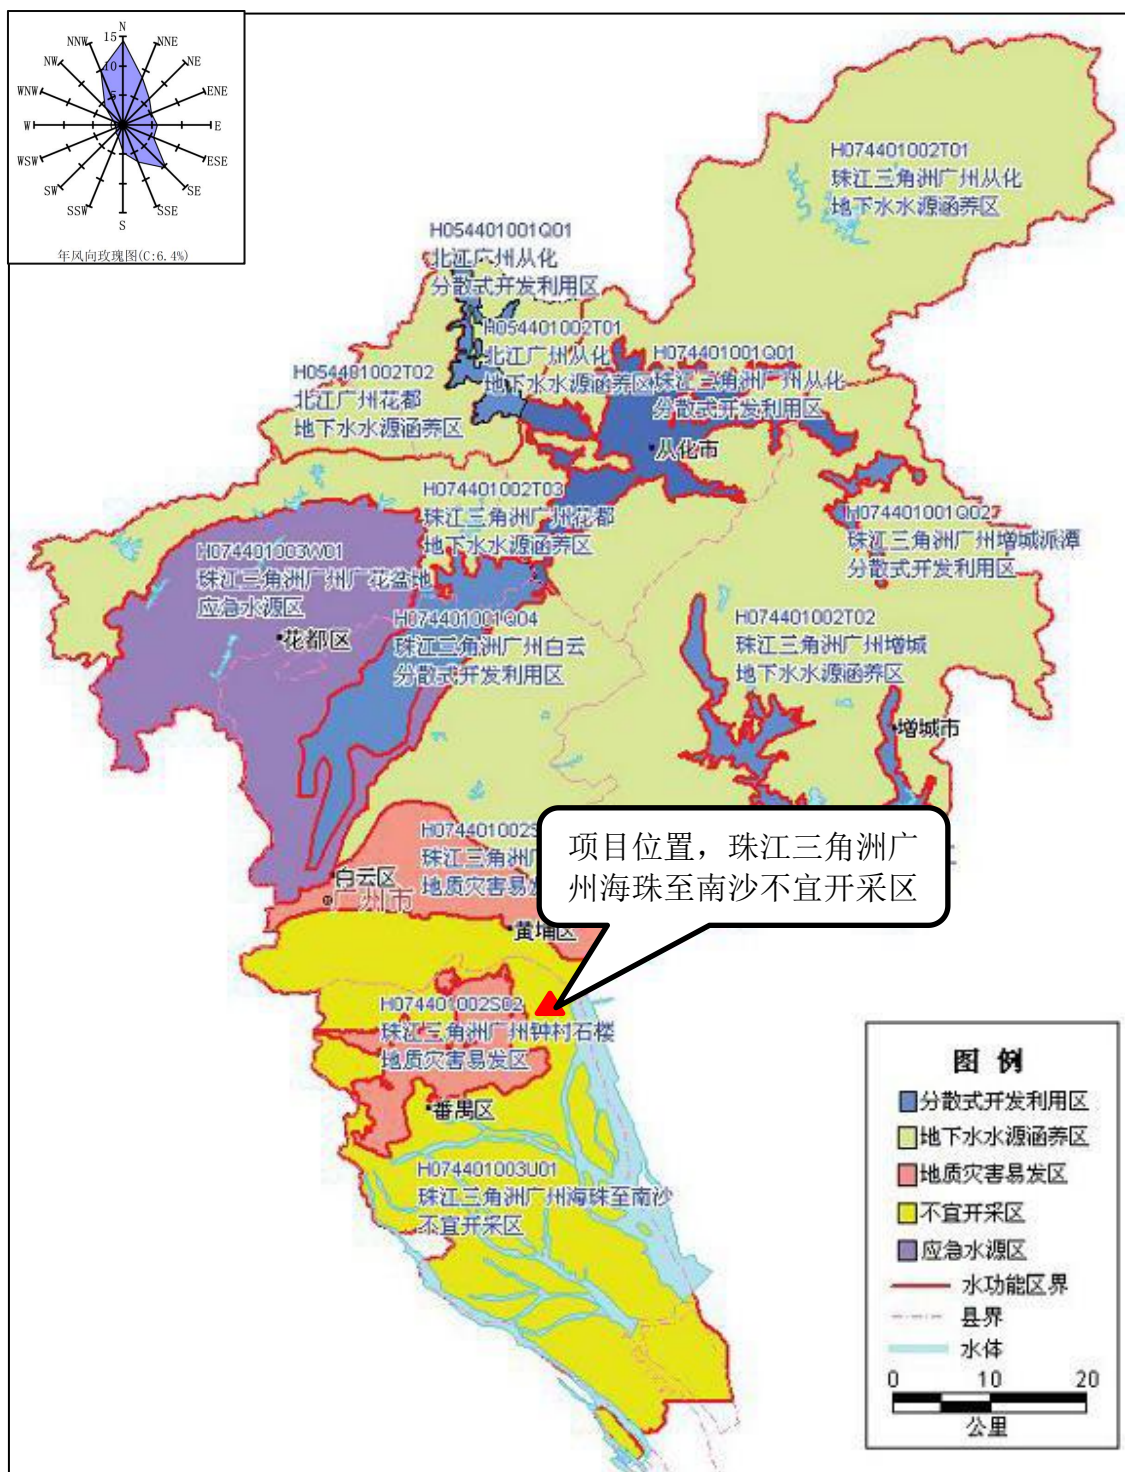 N
NNW
NNE
NW
NE
WNW
ENE
W
E
WSW
ESE
SW
SE
SSW
SSE
S
15
10
5
年风向玫瑰图(C:6.4%)
H074401002T01
珠江三角洲广州从化
地下水水源涵养区
H054401001Q01
北江广州从化
分散式开发利用区
H054401002T01
北江广州从化
地下水水源涵养区
H074401001Q01
珠江三角洲广州从化
分散式开发利用区
H054401002T02
北江广州花都
地下水水源涵养区
从化市
H074401002T03
珠江三角洲广州花都
地下水水源涵养区
H074401001Q02
珠江三角洲广州增城派潭
分散式开发利用区
H074401003W01
珠江三角洲广州广花盆地
应急水源区
花都区
H074401001Q04
珠江三角洲广州白云
分散式开发利用区
H074401002T02
珠江三角洲广州增城
地下水水源涵养区
增城市
H074401002S
珠江三角洲广
地质灾害易发
项目位置，珠江三角洲广
州海珠至南沙不宜开采区
白云区
广州市
黄埔区
H074401002S02
珠江三角洲广州钟村石楼
地质灾害易发区
番禺区
H074401003U01
珠江三角洲广州海珠至南沙
不宜开采区
图例
分散式开发利用区
地下水水源涵养区
地质灾害易发区
不宜开采区
应急水源区
水功能区界
县界
水体
0 10 20
公里